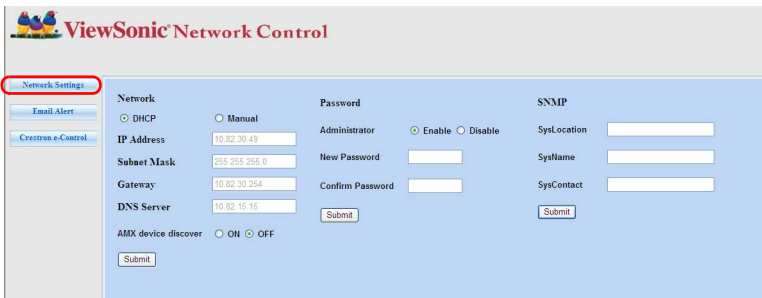 ViewSonic® Network Control
Network Settings
Email Alert
Crestron e-Control
Network
DHCP Manual
IP Address 10.82.30.49
Subnet Mask 255.255.255.0
Gateway 10.82.30.254
DNS Server 10.82.15.15
AMX device discover ON OFF
Submit
Password
Administrator Enable Disable
New Password
Confirm Password
Submit
SNMP
SysLocation
SysName
SysContact
Submit